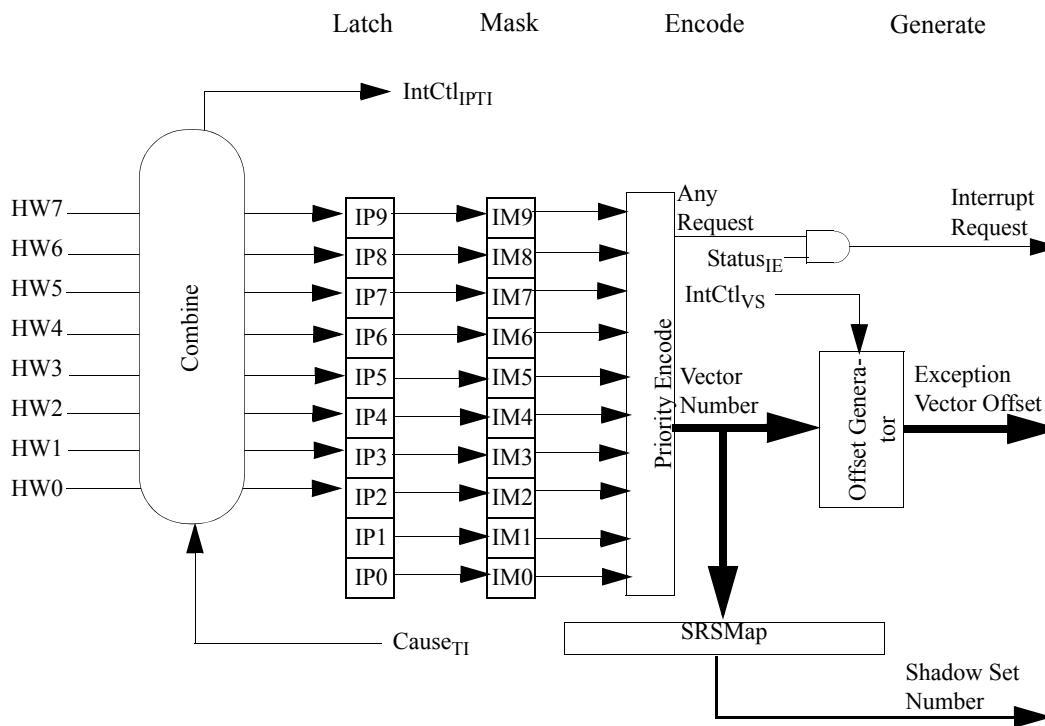 Latch Mask Encode Generate
IntCtlIPTI
HW7
HW6
HW5
HW4
HW3
HW2
HW1
HW0
Combine
IP9
IP8
IP7
IP6
IP5
IP4
IP3
IP2
IP1
IP0
IM9
IM8
IM7
IM6
IM5
IM4
IM3
IM2
IM1
IM0
Priority Encode
Any
Request
StatusIE
IntCtlVS
Interrupt
Request
Vector
Number
Offset Genera-
tor
Exception
Vector Offset
CauseTI
SRSMap
Shadow Set
Number